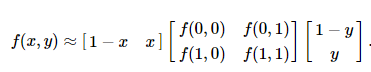 f(x, y) ≈ [1 − x  x] [f(0,0) f(0,1) f(1,0) f(1,1)] [1 − y  y].